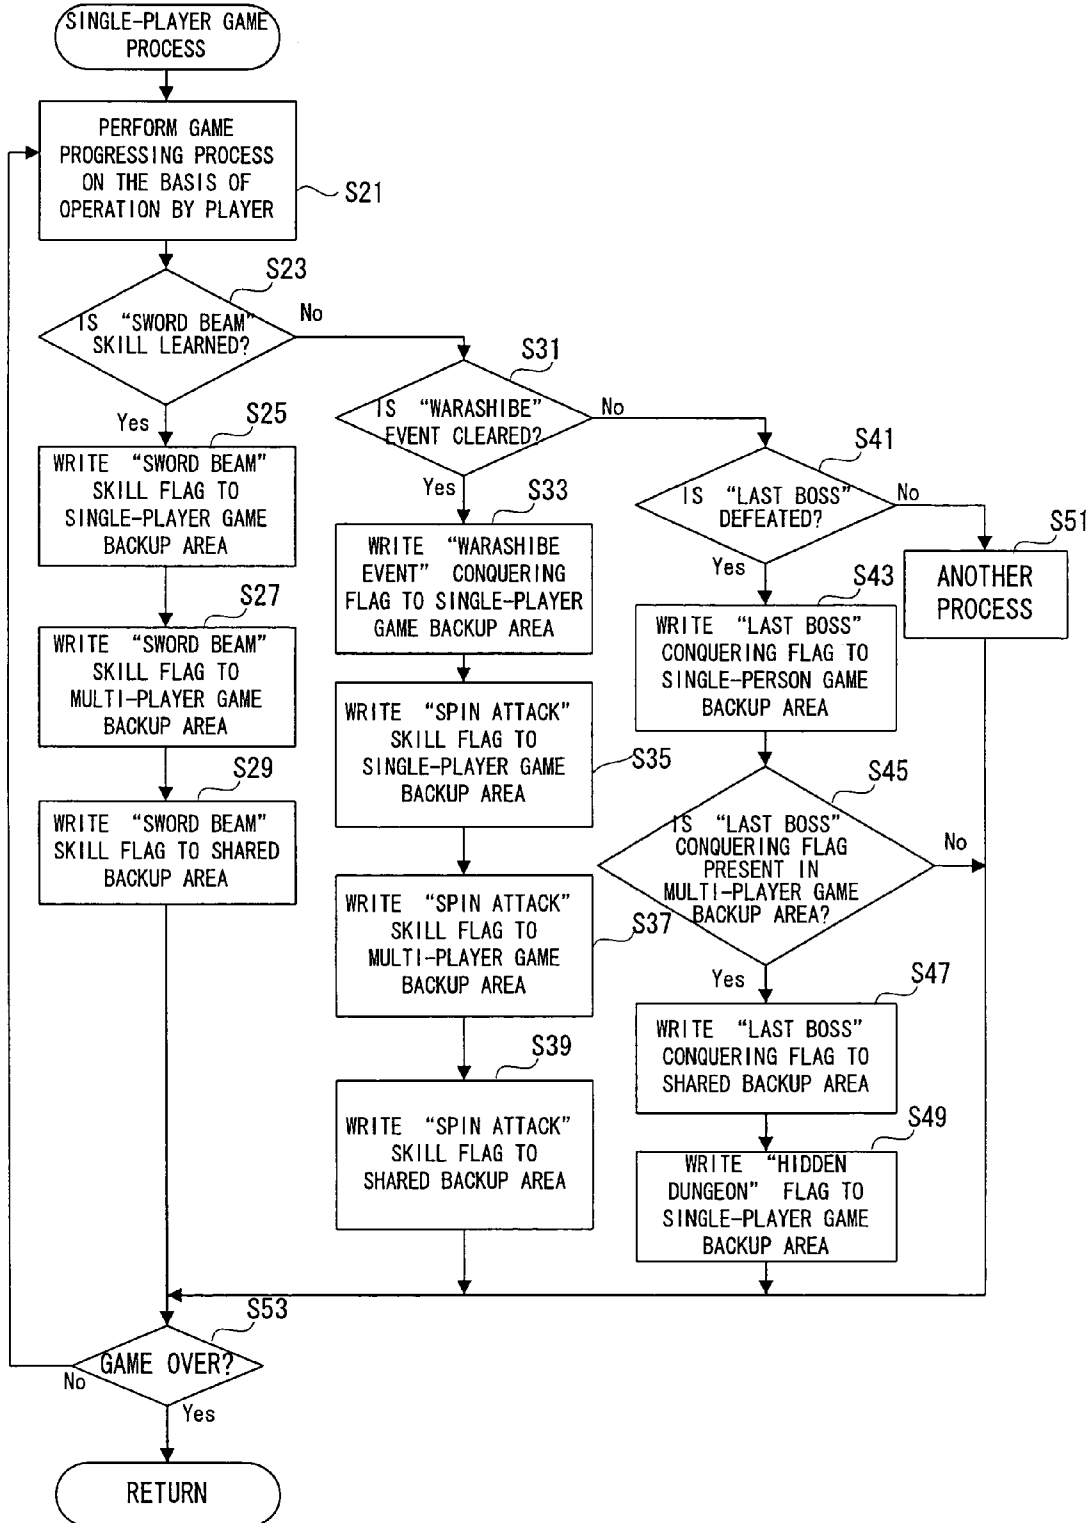 SINGLE-PLAYER GAME
PROCESS
PERFORM GAME
PROGRESSING PROCESS
ON THE BASIS OF
OPERATION BY PLAYER
S21
S23
IS "SWORD BEAM"
SKILL LEARNED?
No
Yes
S25
WRITE "SWORD BEAM"
SKILL FLAG TO
SINGLE-PLAYER GAME
BACKUP AREA
S27
WRITE "SWORD BEAM"
SKILL FLAG TO
MULTI-PLAYER GAME
BACKUP AREA
S29
WRITE "SWORD BEAM"
SKILL FLAG TO SHARED
BACKUP AREA
S31
IS "WARASHIBE"
EVENT CLEARED?
No
Yes
S33
WRITE "WARASHIBE
EVENT" CONQUERING
FLAG TO SINGLE-PLAYER
GAME BACKUP AREA
WRITE "SPIN ATTACK"
SKILL FLAG TO
SINGLE-PLAYER GAME
BACKUP AREA
S35
WRITE "SPIN ATTACK"
SKILL FLAG TO
MULTI-PLAYER GAME
BACKUP AREA
S37
S39
WRITE "SPIN ATTACK"
SKILL FLAG TO
SHARED BACKUP AREA
S41
IS "LAST BOSS"
DEFEATED?
No
Yes
S51
ANOTHER
PROCESS
S43
WRITE "LAST BOSS"
CONQUERING FLAG TO
SINGLE-PERSON GAME
BACKUP AREA
S45
IS "LAST BOSS"
CONQUERING FLAG
PRESENT IN
MULTI-PLAYER GAME
BACKUP AREA?
No
Yes
S47
WRITE "LAST BOSS"
CONQUERING FLAG TO
SHARED BACKUP AREA
S49
WRITE "HIDDEN
DUNGEON" FLAG TO
SINGLE-PLAYER GAME
BACKUP AREA
S53
GAME OVER?
No
Yes
RETURN